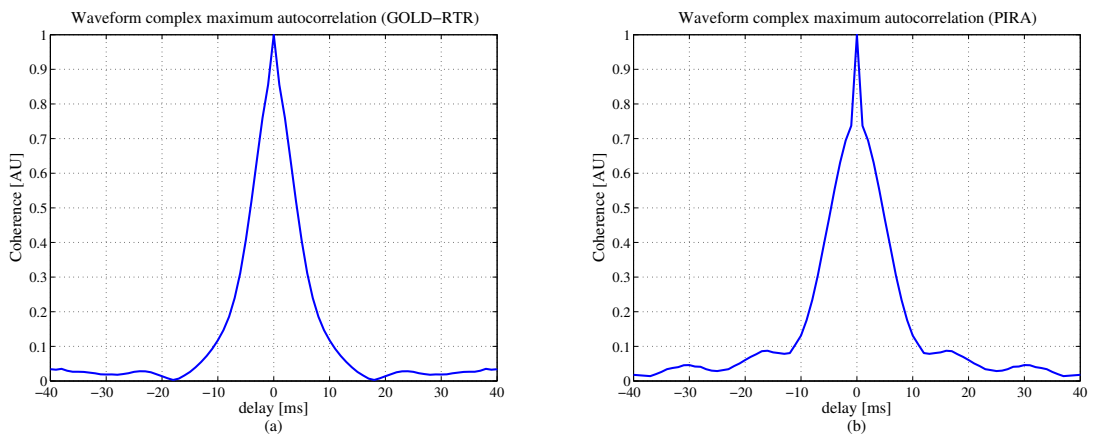 Waveform complex maximum autocorrelation (GOLD−RTR)
1
0.9
0.8
0.7
0.6
0.5
0.4
0.3
0.2
0.1
0
Coherence [AU]
−40 −30 −20 −10 0 10 20 30 40
delay [ms]
(a)
Waveform complex maximum autocorrelation (PIRA)
1
0.9
0.8
0.7
0.6
0.5
0.4
0.3
0.2
0.1
0
Coherence [AU]
−40 −30 −20 −10 0 10 20 30 40
delay [ms]
(b)